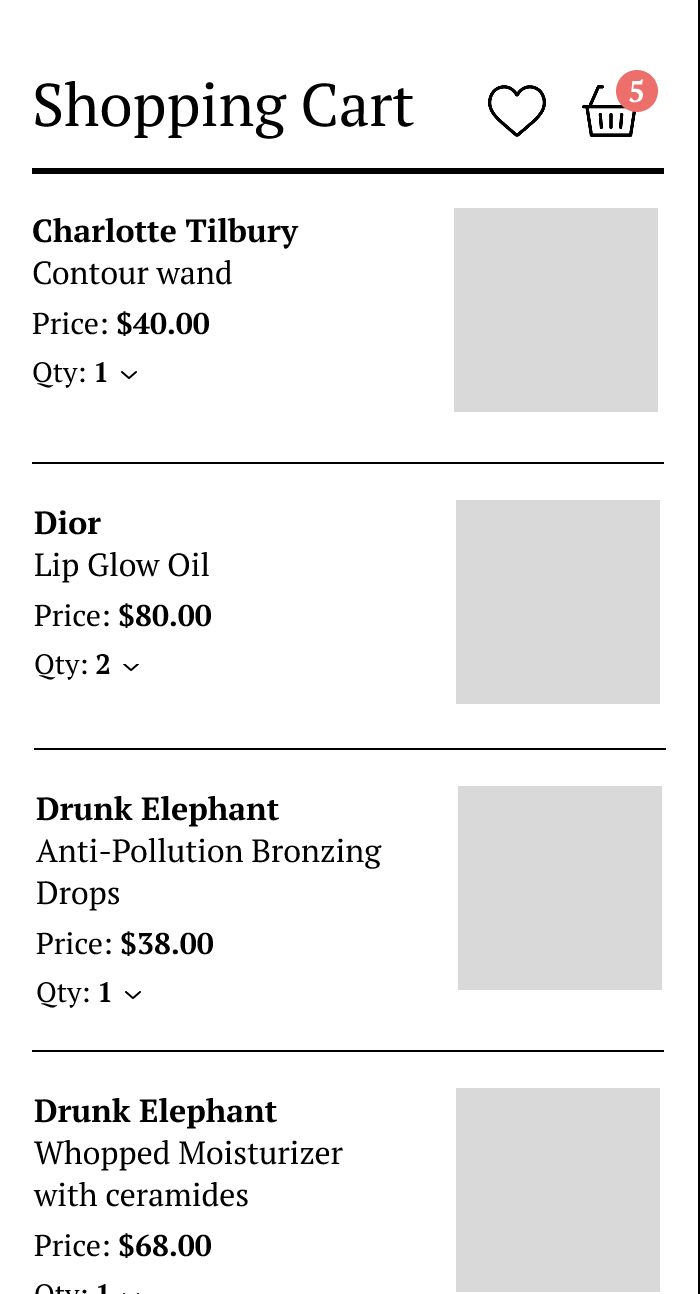 Shopping Cart 5
Charlotte Tilbury
Contour wand
Price: $40.00
Qty: 1
Dior
Lip Glow Oil
Price: $80.00
Qty: 2
Drunk Elephant
Anti-Pollution Bronzing
Drops
Price: $38.00
Qty: 1
Drunk Elephant
Whopped Moisturizer
with ceramides
Price: $68.00
Qty: 1